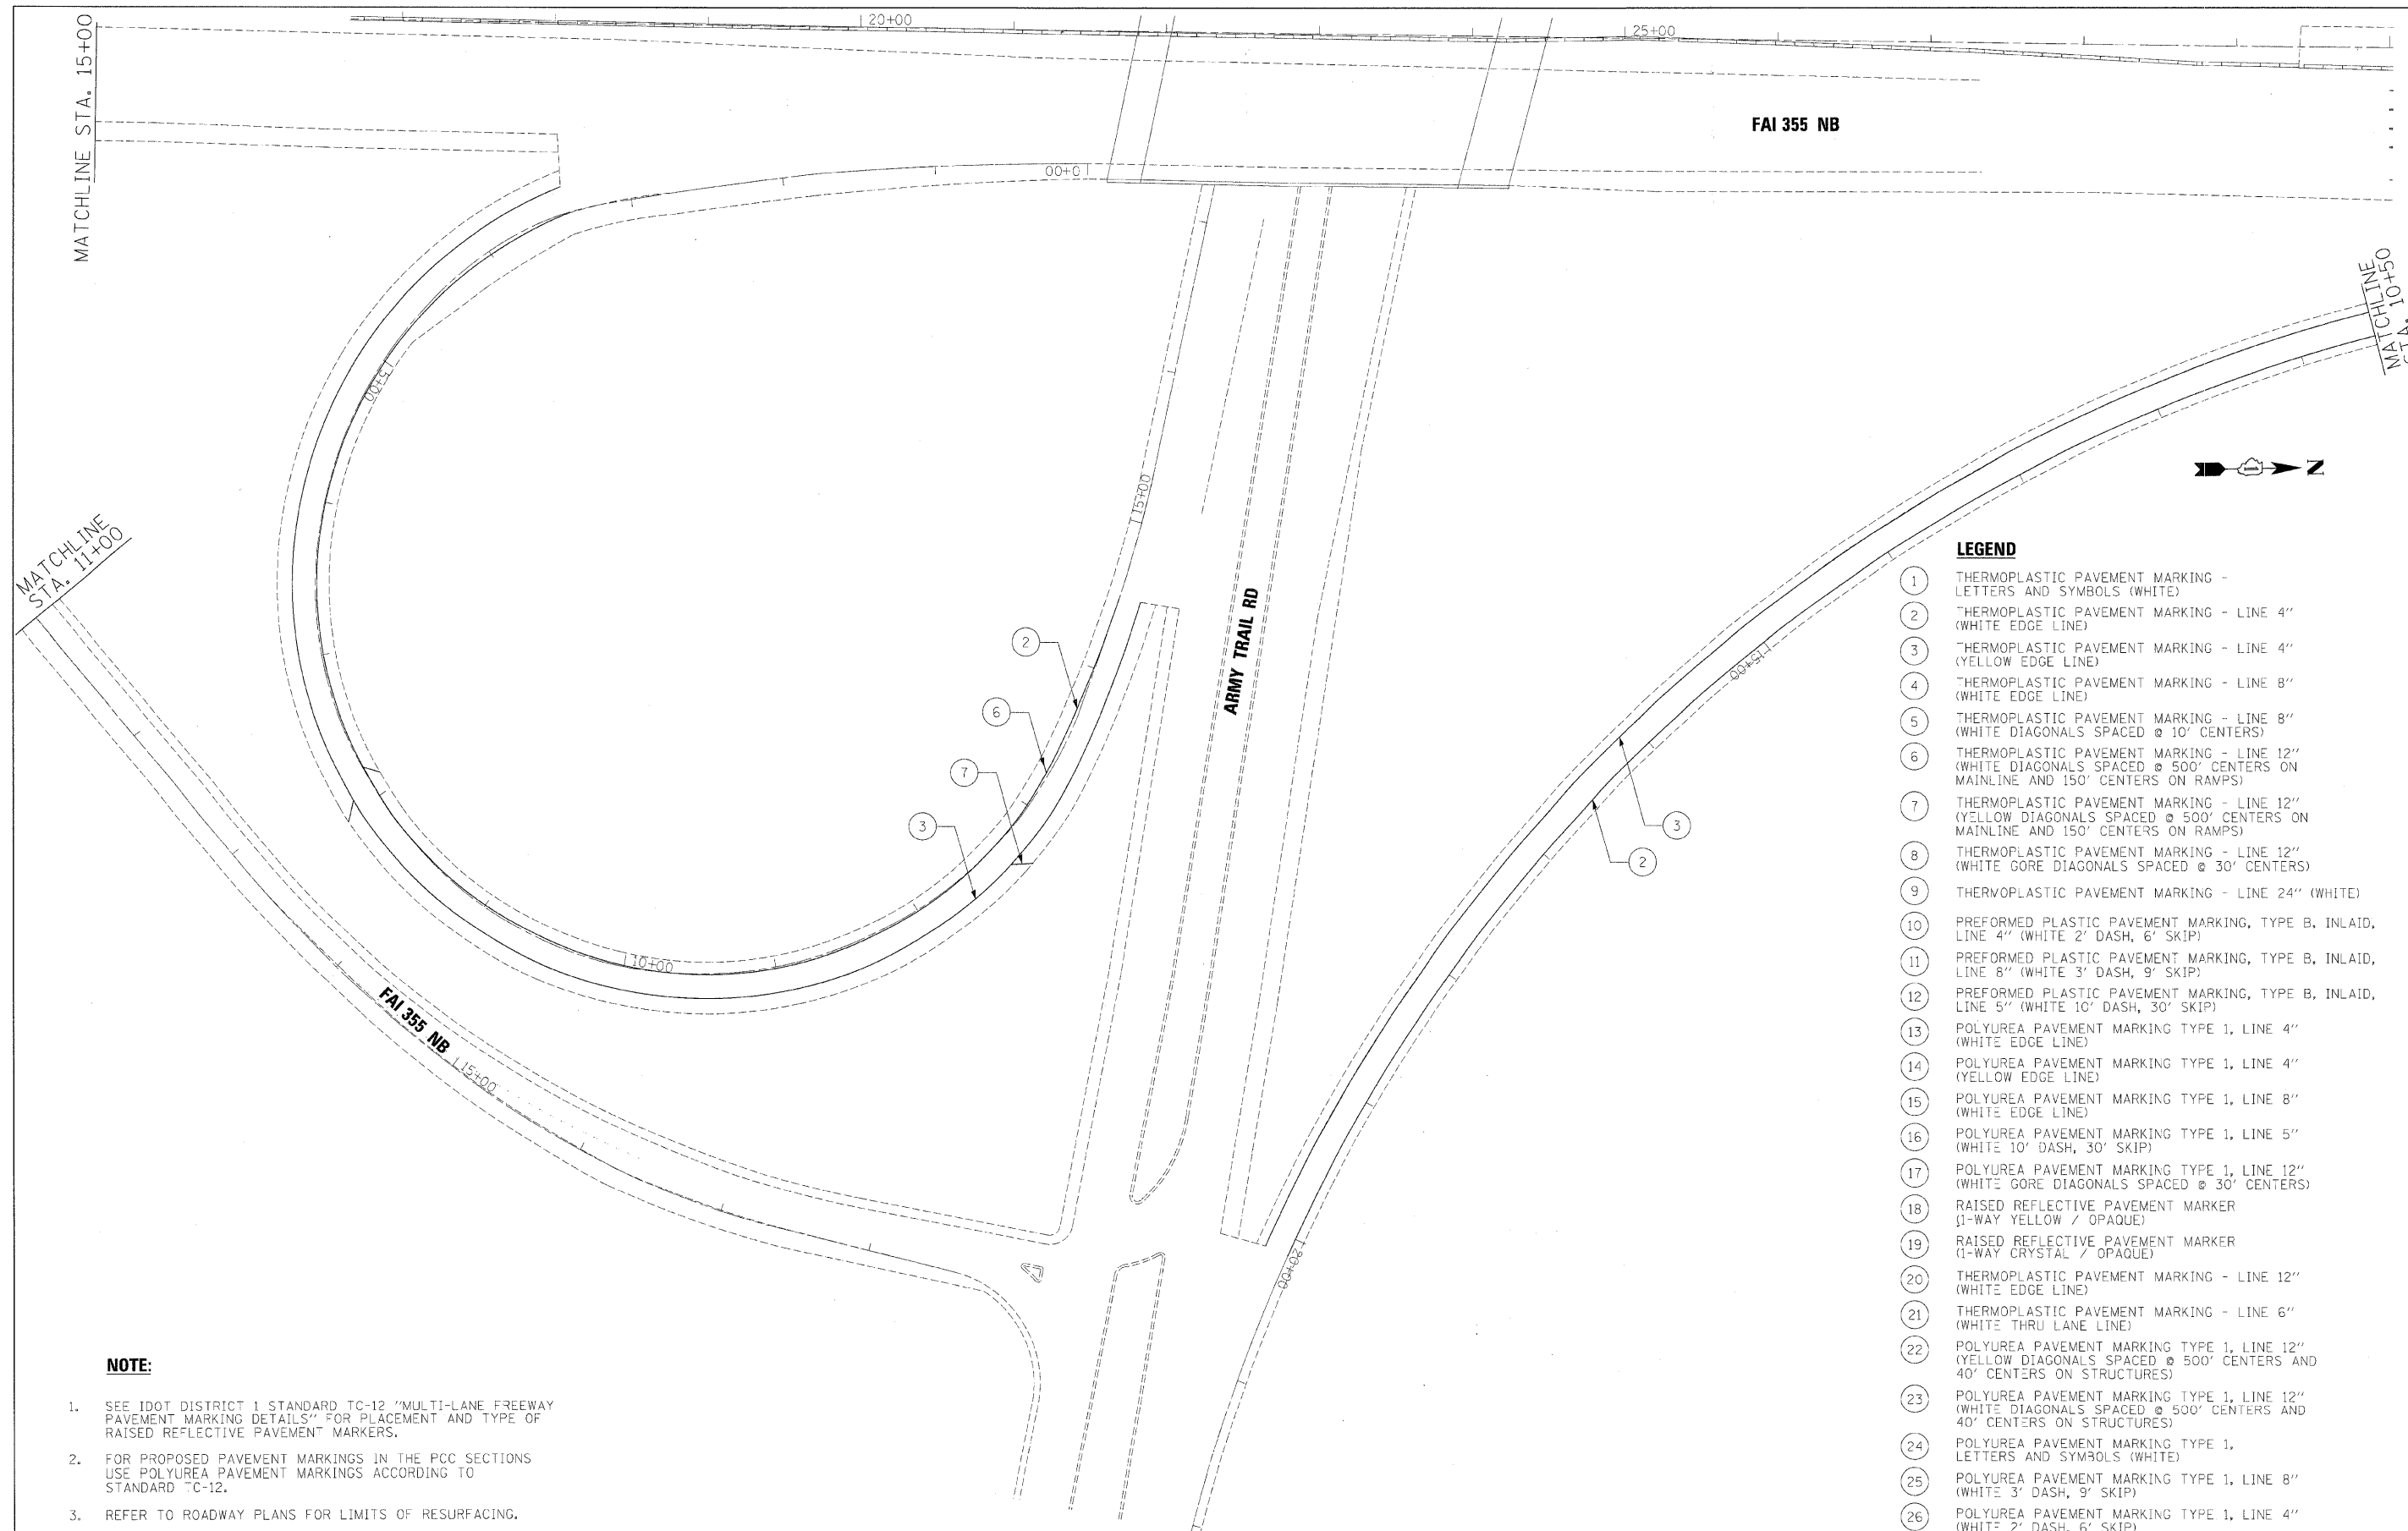 20+00
25+00
MATCHLINE STA. 15+00
FAI 355 NB
0+00
MATCHLINE
STA. 10+50
5+00
15+00
MATCHLINE
STA. 11+00
ARMY TRAIL RD
15+00
2
6
7
3
3
2
10+00
FAI 355 NB
15+00
20+00
N
LEGEND
1 THERMOPLASTIC PAVEMENT MARKING -
LETTERS AND SYMBOLS (WHITE)
2 THERMOPLASTIC PAVEMENT MARKING - LINE 4"
(WHITE EDGE LINE)
3 THERMOPLASTIC PAVEMENT MARKING - LINE 4"
(YELLOW EDGE LINE)
4 THERMOPLASTIC PAVEMENT MARKING - LINE 8"
(WHITE EDGE LINE)
5 THERMOPLASTIC PAVEMENT MARKING - LINE 8"
(WHITE DIAGONALS SPACED @ 10' CENTERS)
6 THERMOPLASTIC PAVEMENT MARKING - LINE 12"
(WHITE DIAGONALS SPACED @ 500' CENTERS ON
MAINLINE AND 150' CENTERS ON RAMPS)
7 THERMOPLASTIC PAVEMENT MARKING - LINE 12"
(YELLOW DIAGONALS SPACED @ 500' CENTERS ON
MAINLINE AND 150' CENTERS ON RAMPS)
8 THERMOPLASTIC PAVEMENT MARKING - LINE 12"
(WHITE GORE DIAGONALS SPACED @ 30' CENTERS)
9 THERMOPLASTIC PAVEMENT MARKING - LINE 24" (WHITE)
10 PREFORMED PLASTIC PAVEMENT MARKING, TYPE B, INLAID,
LINE 4" (WHITE 2' DASH, 6' SKIP)
11 PREFORMED PLASTIC PAVEMENT MARKING, TYPE B, INLAID,
LINE 8" (WHITE 3' DASH, 9' SKIP)
12 PREFORMED PLASTIC PAVEMENT MARKING, TYPE B, INLAID,
LINE 5" (WHITE 10' DASH, 30' SKIP)
13 POLYUREA PAVEMENT MARKING TYPE 1, LINE 4"
(WHITE EDGE LINE)
14 POLYUREA PAVEMENT MARKING TYPE 1, LINE 4"
(YELLOW EDGE LINE)
15 POLYUREA PAVEMENT MARKING TYPE 1, LINE 8"
(WHITE EDGE LINE)
16 POLYUREA PAVEMENT MARKING TYPE 1, LINE 5"
(WHITE 10' DASH, 30' SKIP)
17 POLYUREA PAVEMENT MARKING TYPE 1, LINE 12"
(WHITE GORE DIAGONALS SPACED @ 30' CENTERS)
18 RAISED REFLECTIVE PAVEMENT MARKER
(1-WAY YELLOW / OPAQUE)
19 RAISED REFLECTIVE PAVEMENT MARKER
(1-WAY CRYSTAL / OPAQUE)
20 THERMOPLASTIC PAVEMENT MARKING - LINE 12"
(WHITE EDGE LINE)
21 THERMOPLASTIC PAVEMENT MARKING - LINE 6"
(WHITE THRU LANE LINE)
22 POLYUREA PAVEMENT MARKING TYPE 1, LINE 12"
(YELLOW DIAGONALS SPACED @ 500' CENTERS AND
40' CENTERS ON STRUCTURES)
23 POLYUREA PAVEMENT MARKING TYPE 1, LINE 12"
(WHITE DIAGONALS SPACED @ 500' CENTERS AND
40' CENTERS ON STRUCTURES)
24 POLYUREA PAVEMENT MARKING TYPE 1,
LETTERS AND SYMBOLS (WHITE)
25 POLYUREA PAVEMENT MARKING TYPE 1, LINE 8"
(WHITE 3' DASH, 9' SKIP)
26 POLYUREA PAVEMENT MARKING TYPE 1, LINE 4"
(WHITE 2' DASH, 6' SKIP)
NOTE:
1. SEE IDOT DISTRICT 1 STANDARD TC-12 "MULTI-LANE FREEWAY
PAVEMENT MARKING DETAILS" FOR PLACEMENT AND TYPE OF
RAISED REFLECTIVE PAVEMENT MARKERS.
2. FOR PROPOSED PAVEMENT MARKINGS IN THE PCC SECTIONS
USE POLYUREA PAVEMENT MARKINGS ACCORDING TO
STANDARD TC-12.
3. REFER TO ROADWAY PLANS FOR LIMITS OF RESURFACING.